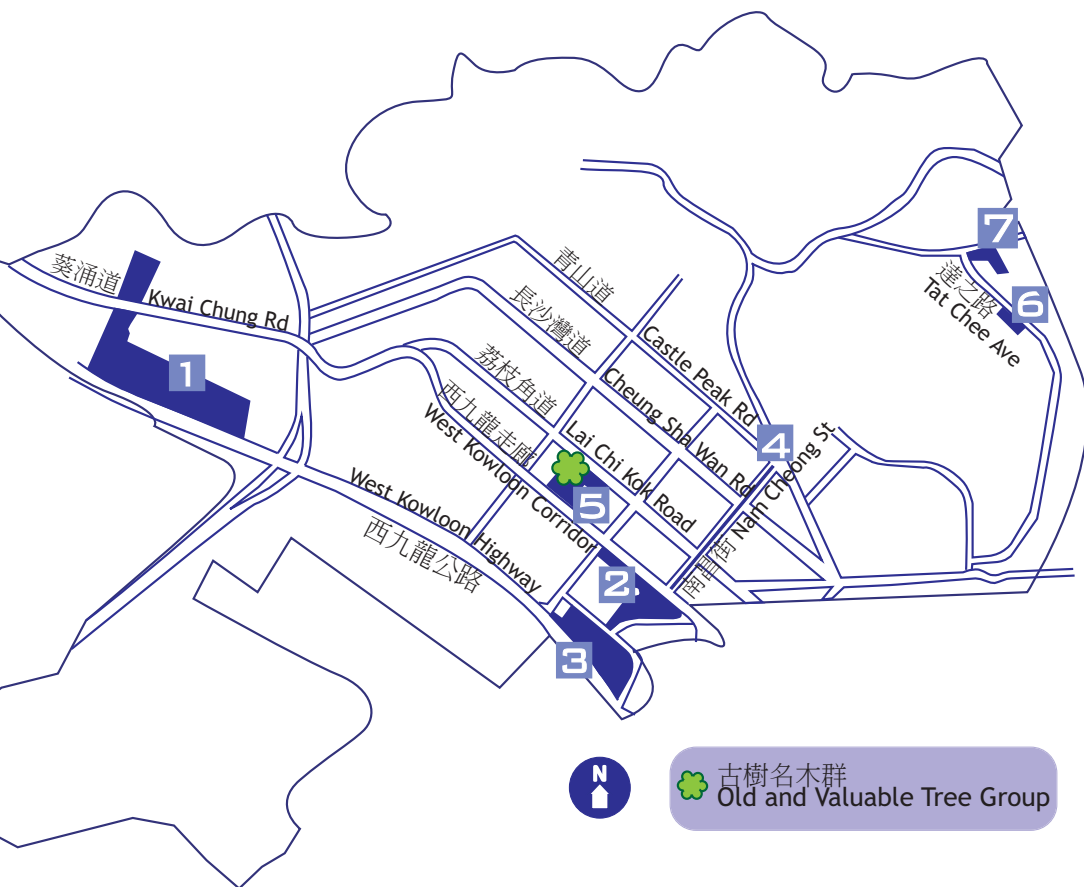 7
青山道
達之路
葵涌道
長沙灣道
Tat Chee Ave
6
Kwai Chung Rd
Castle Peak Rd
荔枝角道
1
Cheung Sha Wan Rd
西九龍走廊
4
Lai Chi Kok Road
West Kowloon Corridor
南昌街 Nam Cheong St
5
West Kowloon Highway
西九龍公路
2
3
N
古樹名木群
Old and Valuable Tree Group